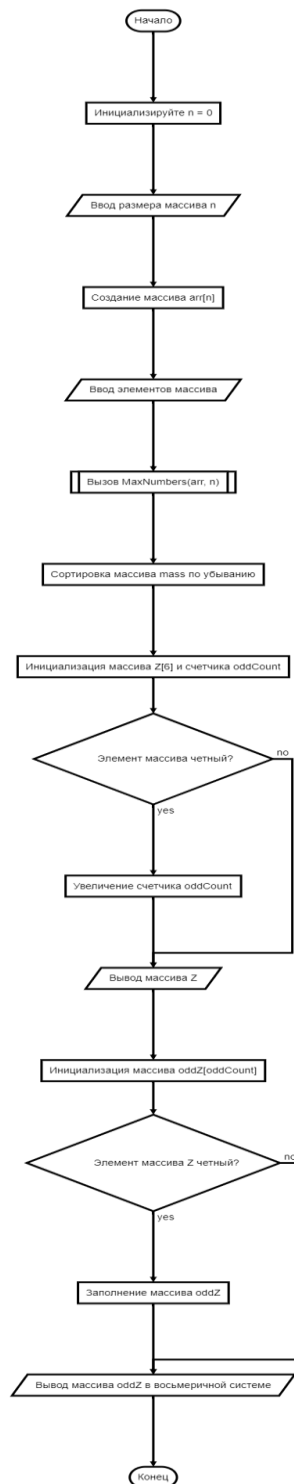 Начало
Инициализируйте n = 0
Ввод размера массива n
Создание массива arr[n]
Ввод элементов массива
Вызов MaxNumbers(arr, n)
Сортировка массива mass по убыванию
Инициализация массива Z[6] и счетчика oddCount
Элемент массива четный?
no
yes
Увеличение счетчика oddCount
Вывод массива Z
Инициализация массива oddZ[oddCount]
Элемент массива Z четный?
no
yes
Заполнение массива oddZ
Вывод массива oddZ в восьмеричной системе
Конец